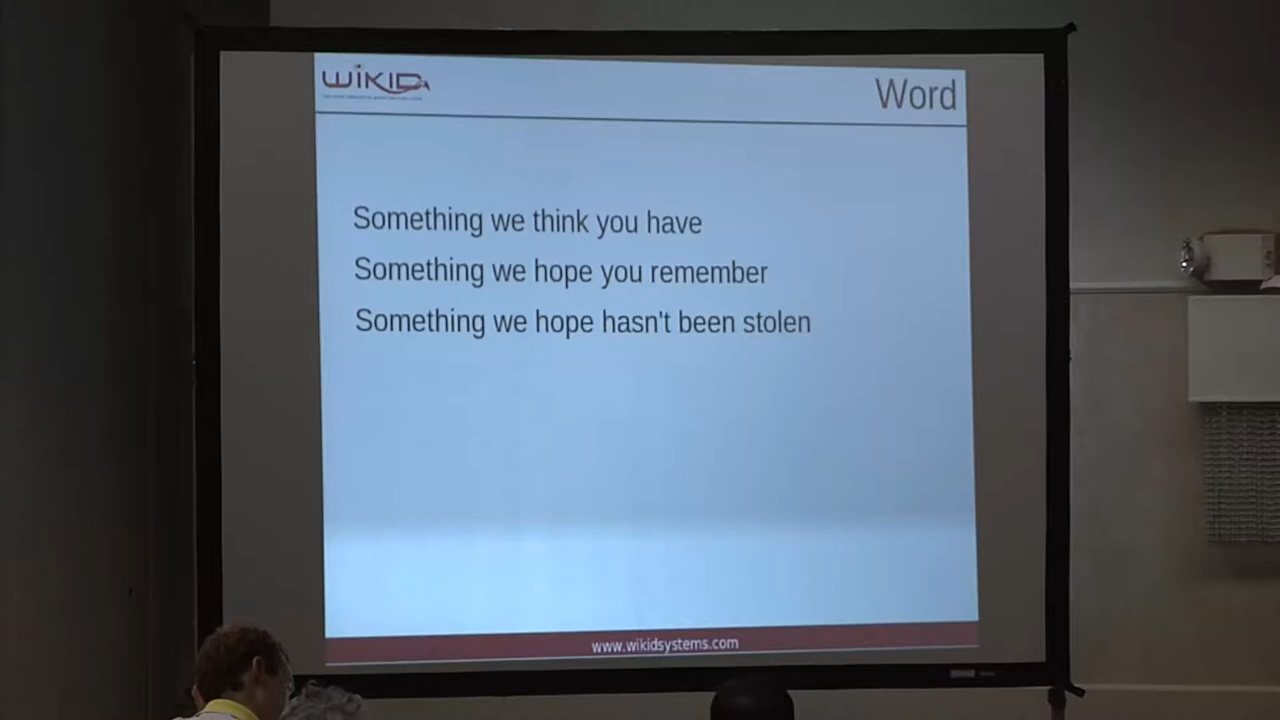 WiKID
Word
Something we think you have
Something we hope you remember
Something we hope hasn't been stolen
www.wikidsystems.com